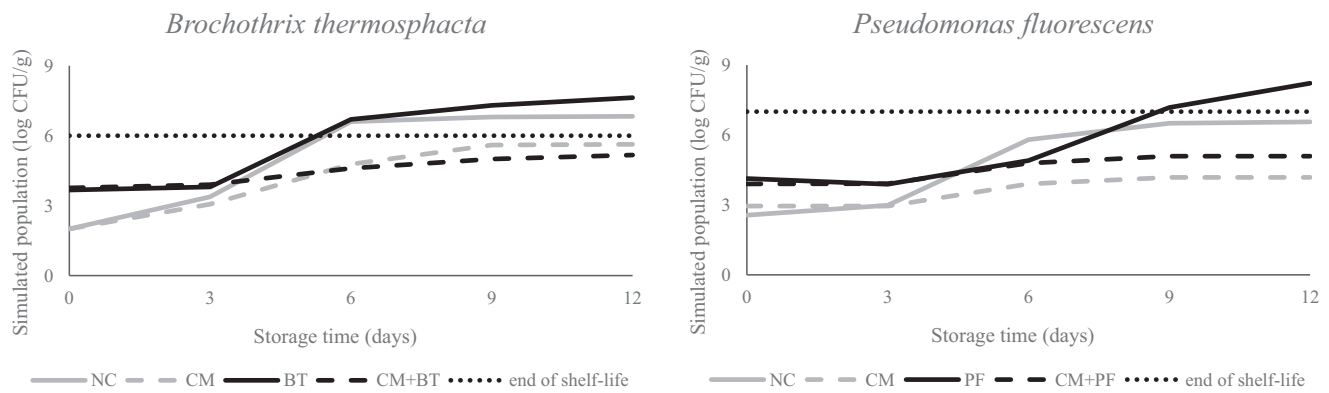 Brochothrix thermosphacta
Simulated population (log CFU/g)
9
6
3
0
0 3 6 9 12
Storage time (days)
NC CM BT CM+BT end of shelf-life
Pseudomonas fluorescens
Simulated population (log CFU/g)
9
6
3
0
0 3 6 9 12
Storage time (days)
NC CM PF CM+PF end of shelf-life